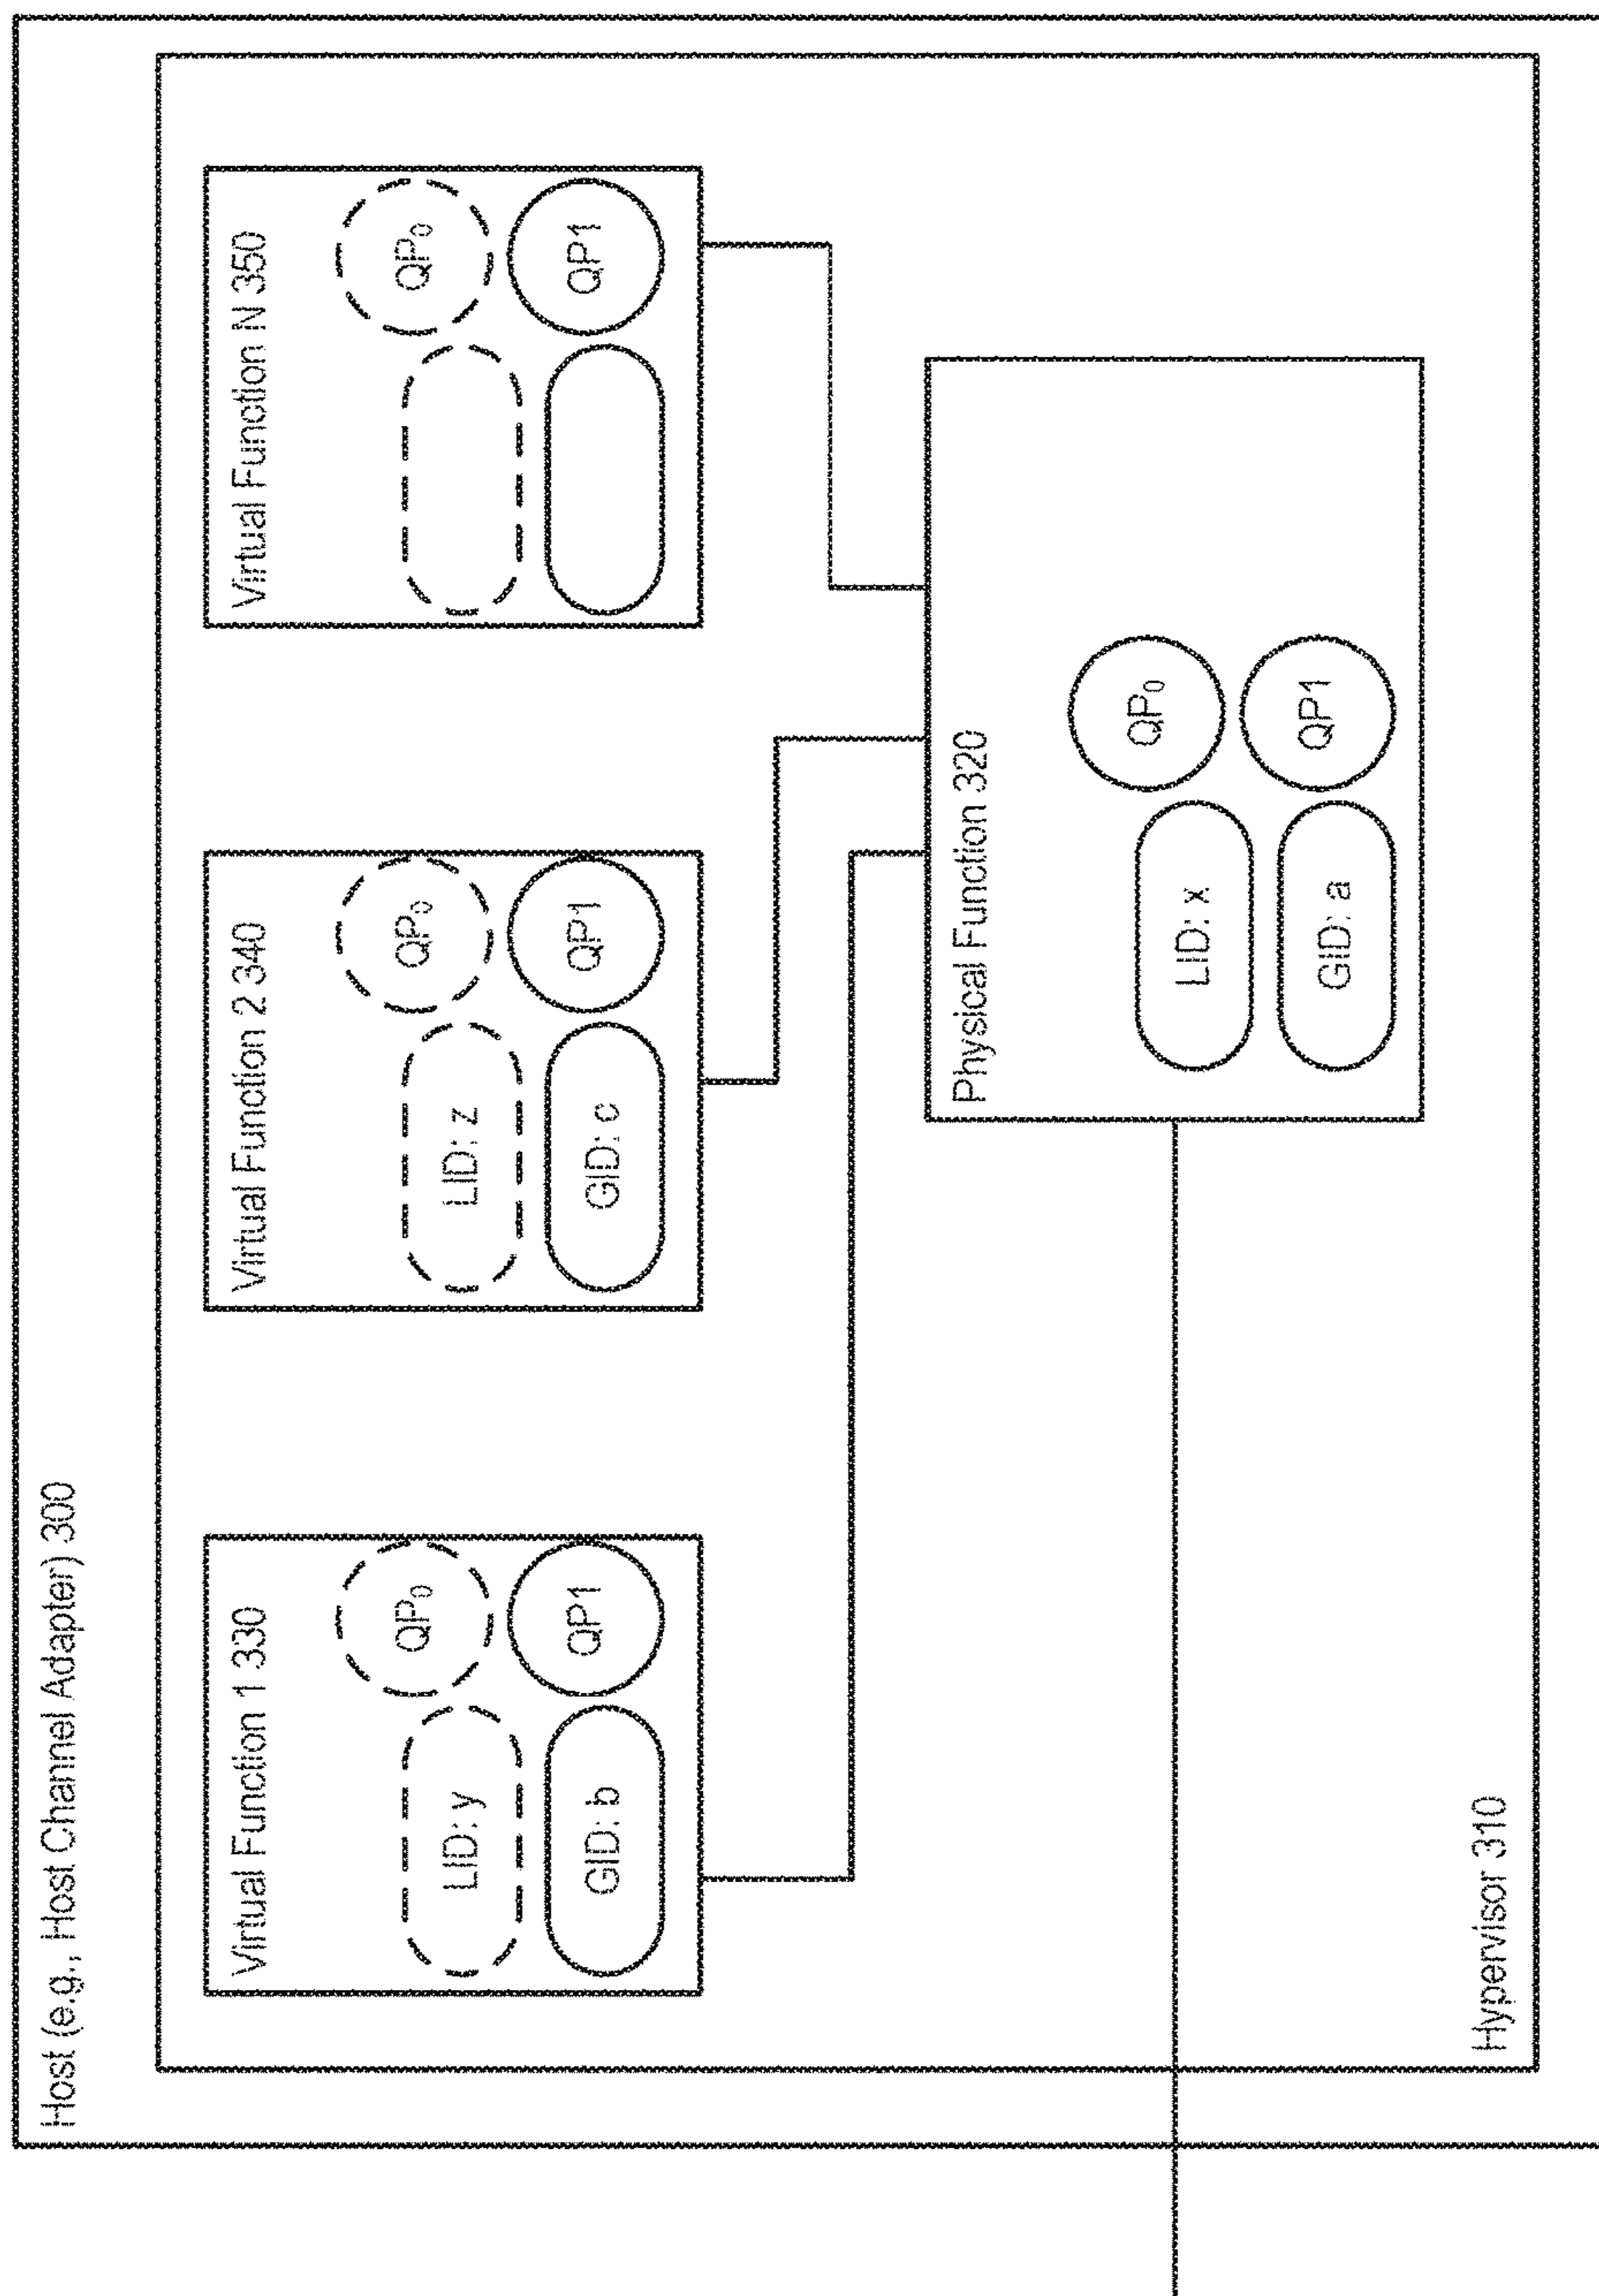 Host (e.g., Host Channel Adapter) 300
Virtual Function 1 330
QP0
LID: y
QP1
GID: b
Virtual Function 2 340
QP0
LID: z
QP1
GID: c
Virtual Function N 350
QP0
QP1
Physical Function 320
QP0
LID: x
QP1
GID: a
Hypervisor 310